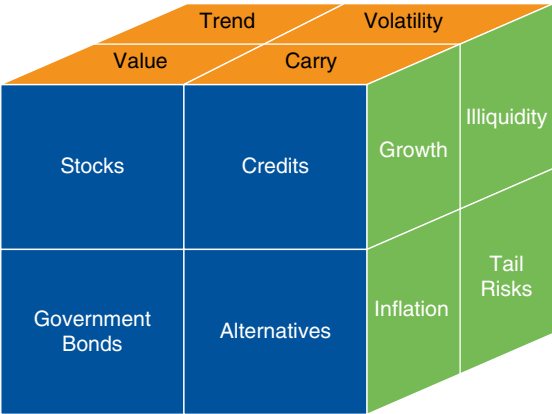 Trend Volatility
Value Carry
Stocks Credits Growth Illiquidity
Government
Bonds
Alternatives Inflation
Tail
Risks